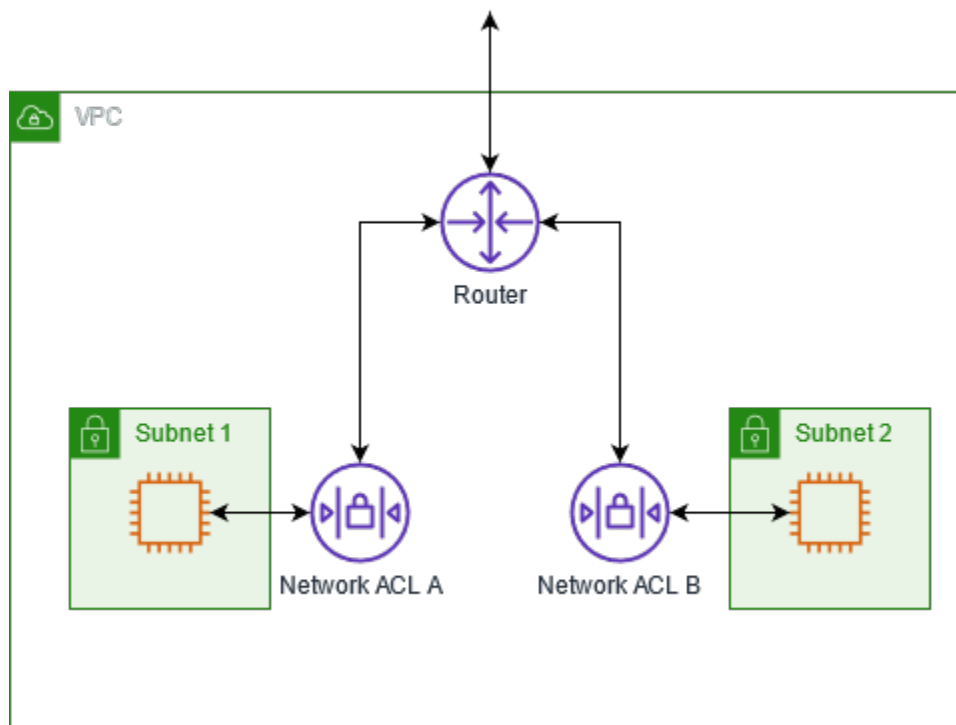 VPC
Router
Subnet 1
Subnet 2
Network ACL A
Network ACL B